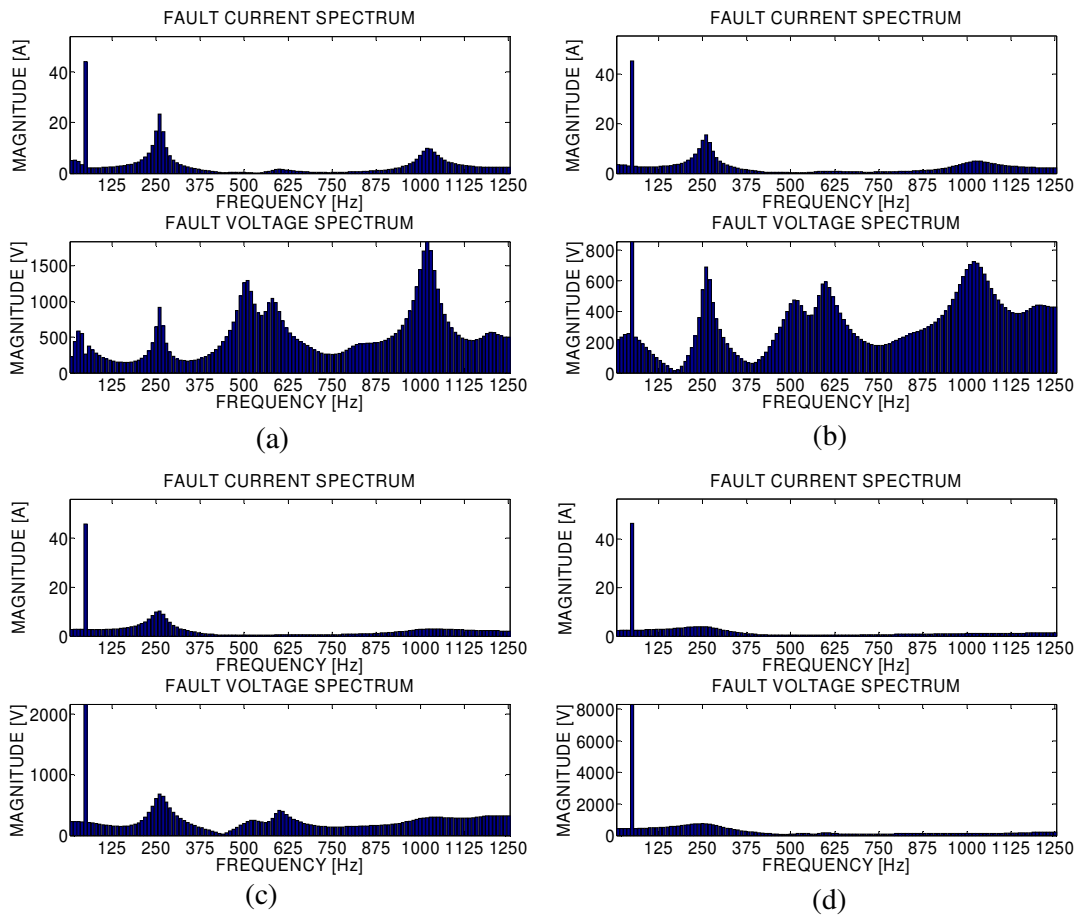 FAULT CURRENT SPECTRUM
MAGNITUDE [A]
40
20
0
125 250 375 500 625 750 875 1000 1125 1250
FREQUENCY [Hz]
FAULT VOLTAGE SPECTRUM
MAGNITUDE [V]
1500
1000
500
0
125 250 375 500 625 750 875 1000 1125 1250
FREQUENCY [Hz]
(a)
FAULT CURRENT SPECTRUM
MAGNITUDE [A]
40
20
0
125 250 375 500 625 750 875 1000 1125 1250
FREQUENCY [Hz]
FAULT VOLTAGE SPECTRUM
MAGNITUDE [V]
800
600
400
200
0
125 250 375 500 625 750 875 1000 1125 1250
FREQUENCY [Hz]
(b)
FAULT CURRENT SPECTRUM
MAGNITUDE [A]
40
20
0
125 250 375 500 625 750 875 1000 1125 1250
FREQUENCY [Hz]
FAULT VOLTAGE SPECTRUM
MAGNITUDE [V]
2000
1000
0
125 250 375 500 625 750 875 1000 1125 1250
FREQUENCY [Hz]
(c)
FAULT CURRENT SPECTRUM
MAGNITUDE [A]
40
20
0
125 250 375 500 625 750 875 1000 1125 1250
FREQUENCY [Hz]
FAULT VOLTAGE SPECTRUM
MAGNITUDE [V]
8000
6000
4000
2000
0
125 250 375 500 625 750 875 1000 1125 1250
FREQUENCY [Hz]
(d)